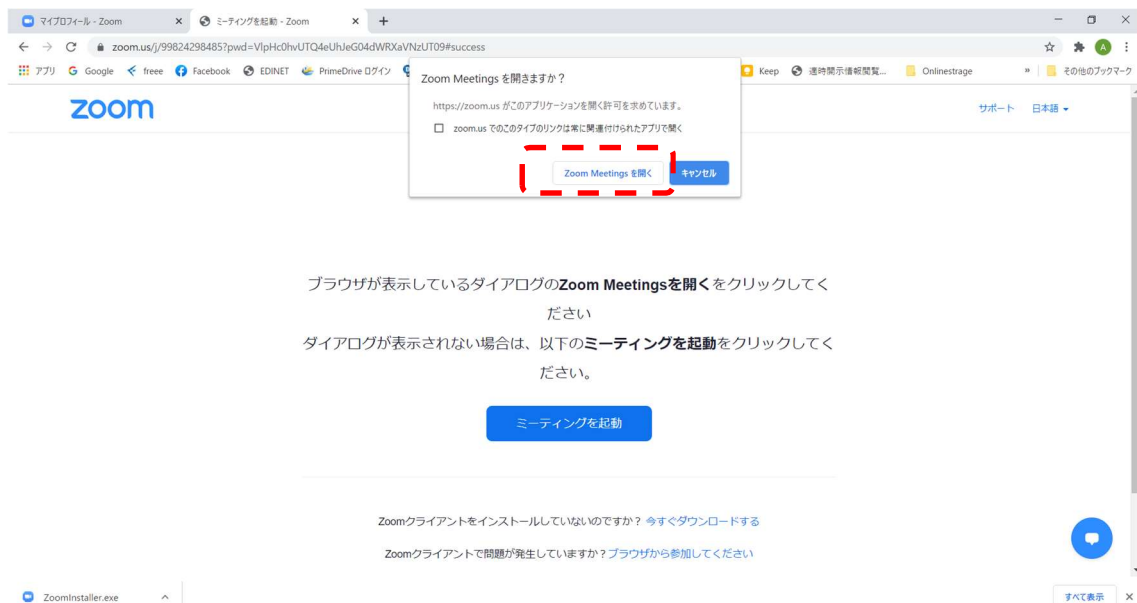 マイプロフィール - Zoom
ミーティングを起動 - Zoom
zoom.us/j/99824298485?pwd=VlpHc0hvUTQ4eUhJeG04dWRXaVNzUT09#success
アプリ Google freee Facebook EDINET PrimeDrive ログイン Keep 適時開示情報閲覧... Onlinestrage » その他のブックマーク
Zoom Meetings を開きますか？
https://zoom.us がこのアプリケーションを開く許可を求めています。
zoom.us でのこのタイプのリンクは常に関連付けられたアプリで開く
Zoom Meetings を開く キャンセル
zoom
サポート 日本語
ブラウザが表示しているダイアログのZoom Meetingsを開くをクリックしてく
ださい
ダイアログが表示されない場合は、以下のミーティングを起動をクリックしてく
ださい。
ミーティングを起動
Zoomクライアントをインストールしていないのですか？ 今すぐダウンロードする
Zoomクライアントで問題が発生していますか？ブラウザから参加してください
ZoomInstaller.exe
すべて表示